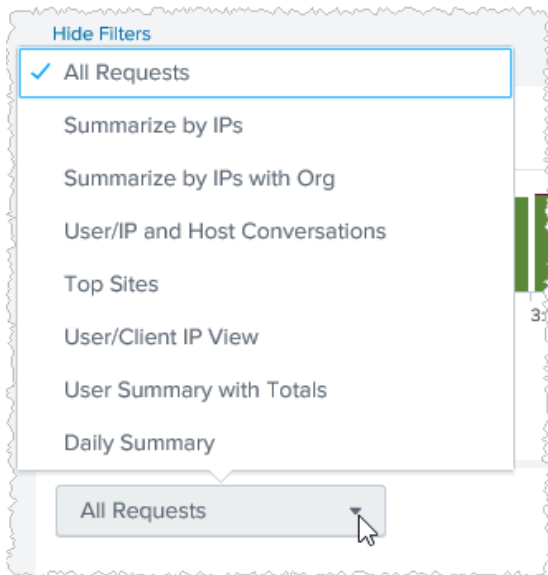 Hide Filters
All Requests
Summarize by IPs
Summarize by IPs with Org
User/IP and Host Conversations
Top Sites
User/Client IP View
User Summary with Totals
Daily Summary
All Requests